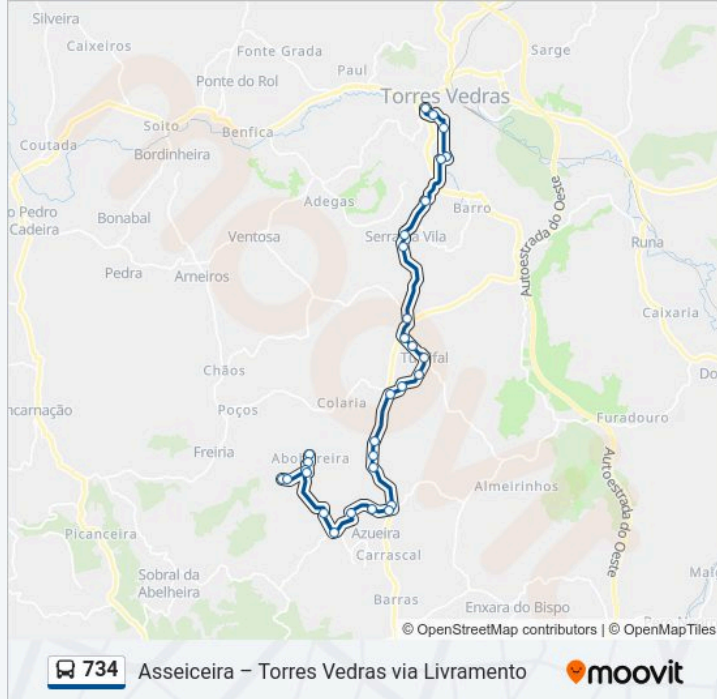 Silveira
Caixeiros
Fonte Grada
Sarge
Paul
Ponte do Rol
Torres Vedras
Soito
Benfica
Coutada
Bordinheira
Adegas
o Pedro
Cadeira
Barro
Bonabal
Ventosa
Serra da Vila
Runa
Autoestrada do Oeste
Pedra
Ameiros
Caixaria
Turcifal
Chãos
Do
ncarnação
Colaria
Poços
Furadouro
Freiria
Aboboreira
Autoestrada do Oeste
Almeirinhos
Picanceira
Azueira
Carrascal
Sobral da
Abelheira
Mal
Barras
Enxara do Bispo
moovit
© OpenStreetMap contributors | © OpenMapTiles
734 Asseiceira – Torres Vedras via Livramento moovit